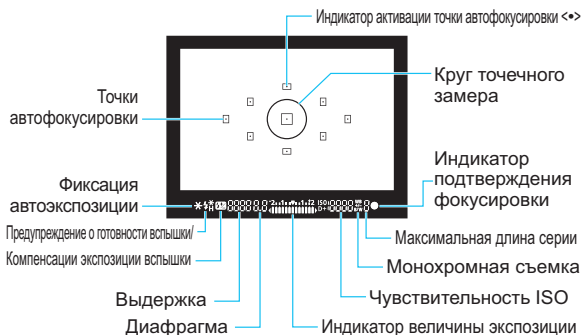 Индикатор активации точки автофокусировки <•>
Круг точечного
замера
Точки
автофокусировки
Индикатор
подтверждения
фокусировки
Фиксация
автоэкспозиции
Предупреждение о готовности вспышки/
Компенсации экспозиции вспышки
Максимальная длина серии
Монохромная съемка
Выдержка
Чувствительность ISO
Диафрагма
Индикатор величины экспозиции